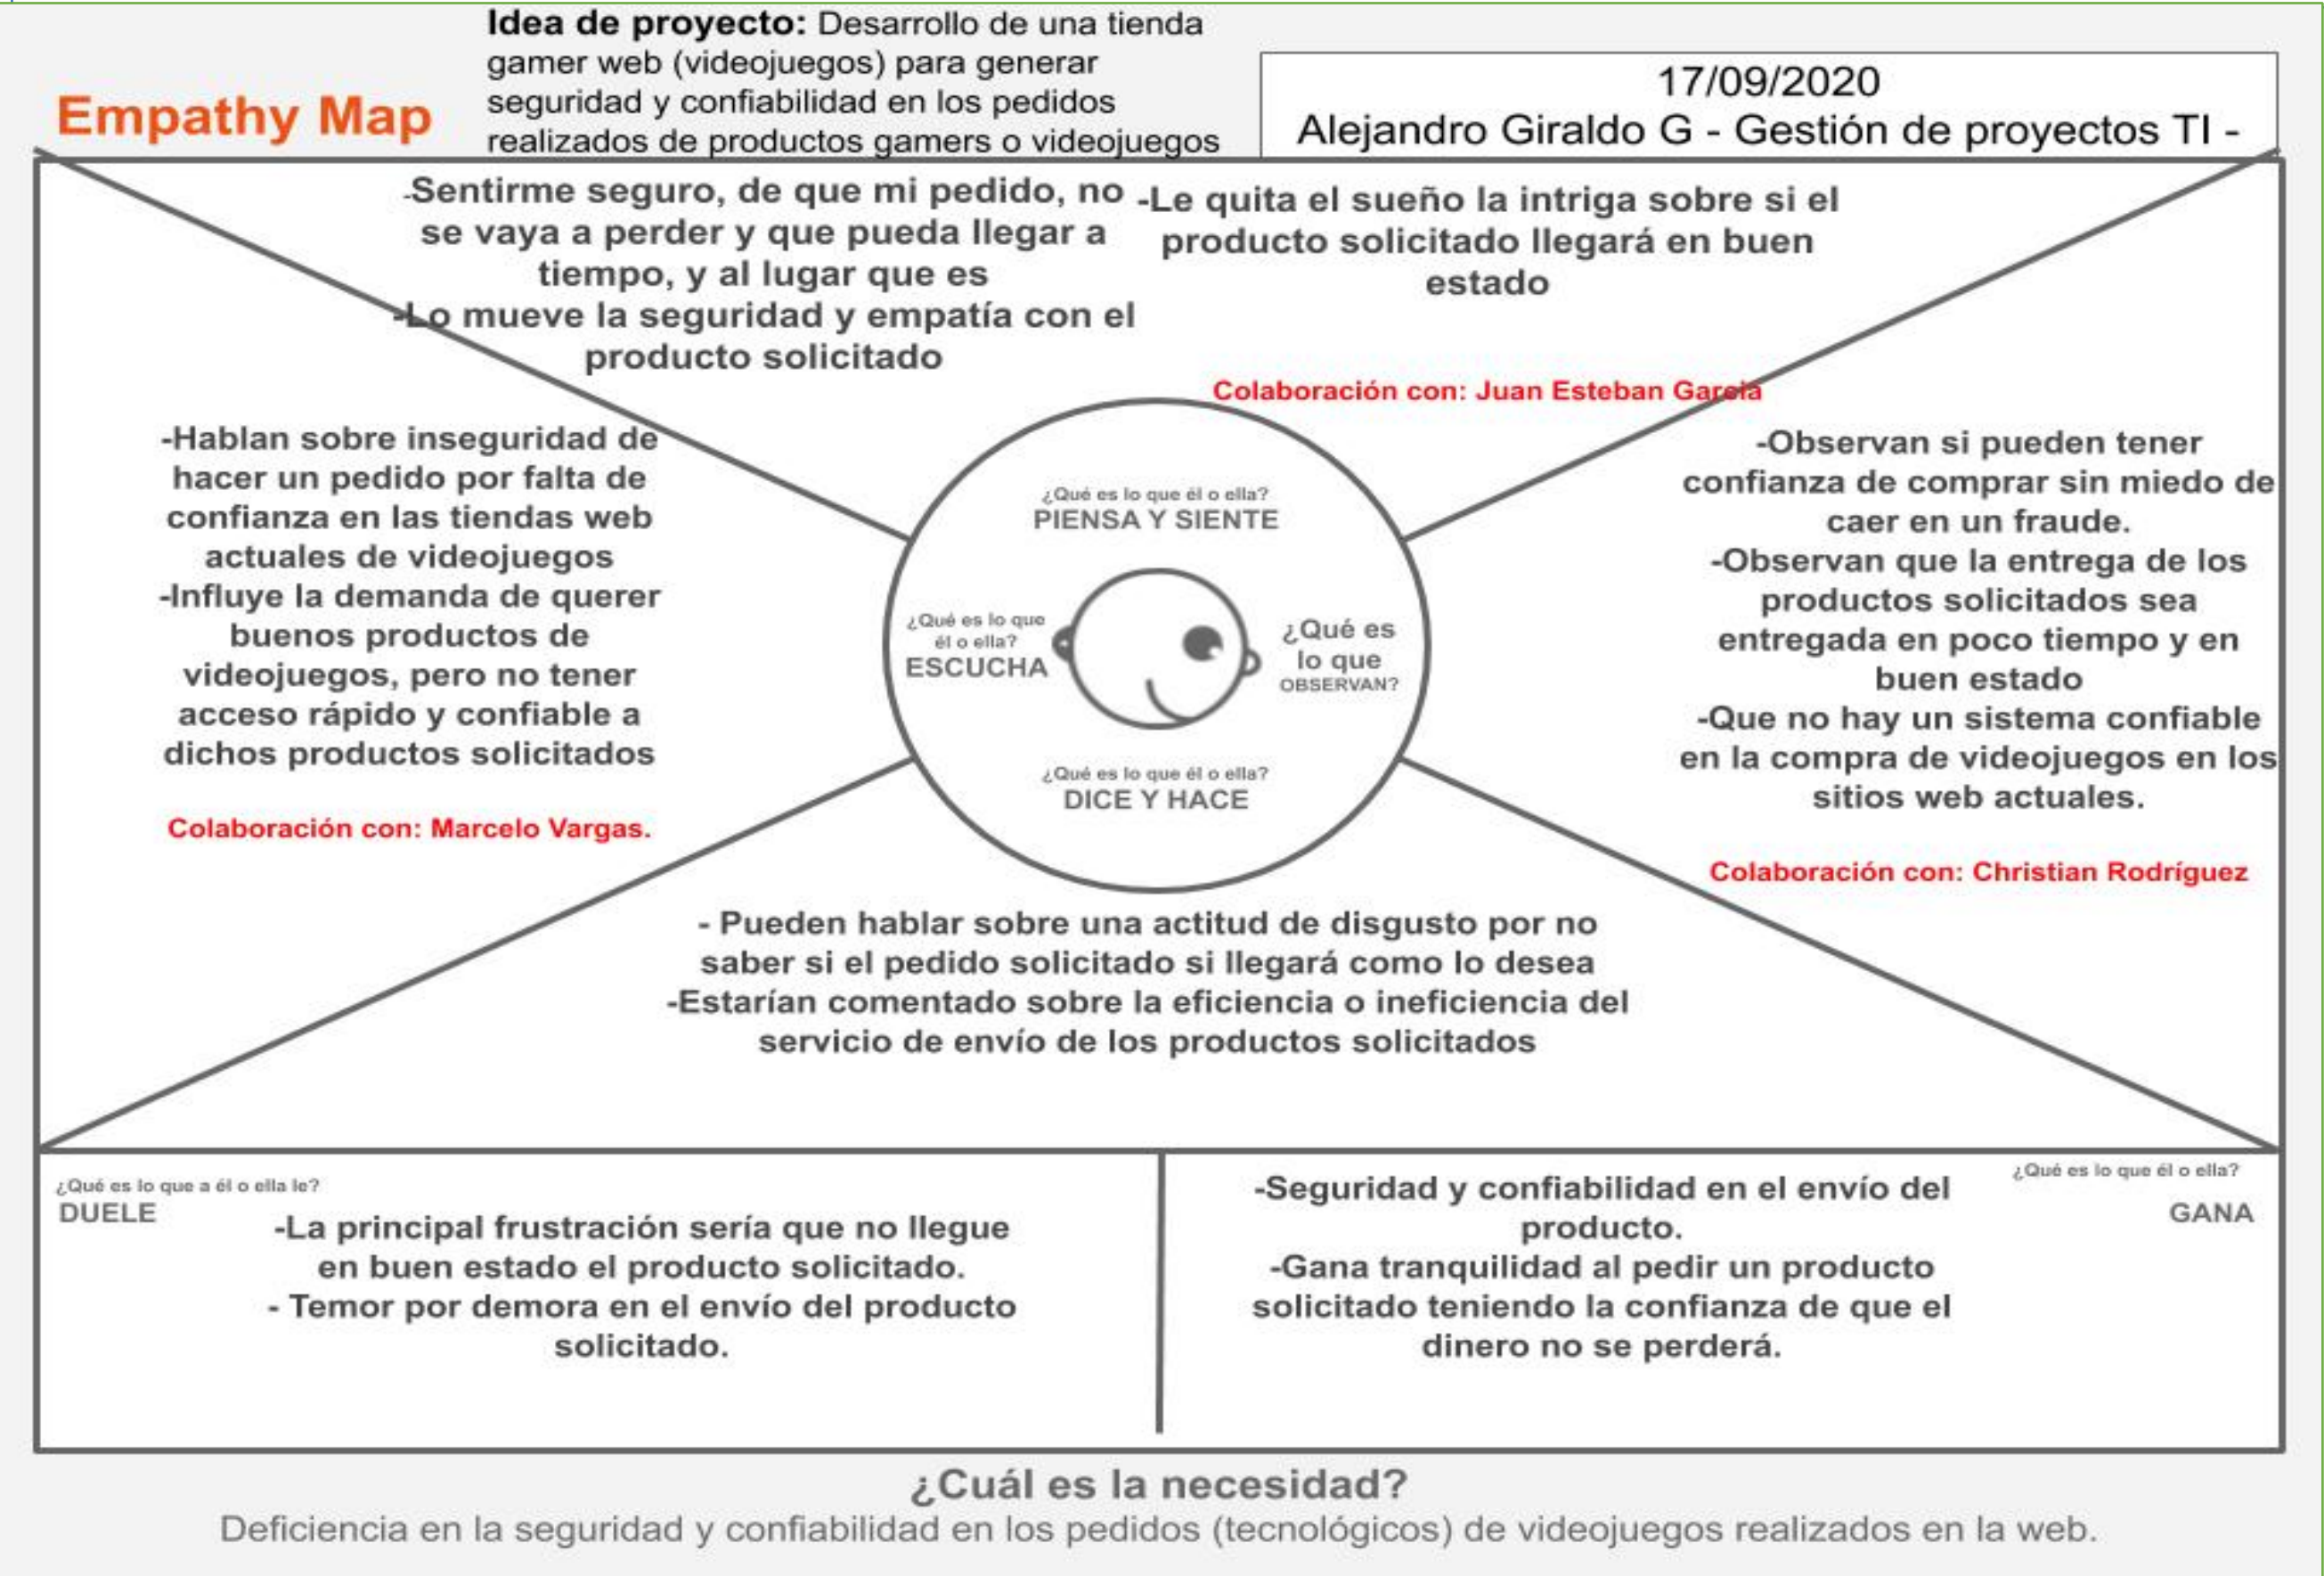 Idea de proyecto: Desarrollo de una tienda
gamer web (videojuegos) para generar
seguridad y confiabilidad en los pedidos
realizados de productos gamers o videojuegos
Empathy Map
17/09/2020
Alejandro Giraldo G - Gestión de proyectos TI -
-Sentirme seguro, de que mi pedido, no
se vaya a perder y que pueda llegar a
tiempo, y al lugar que es
-Lo mueve la seguridad y empatía con el
producto solicitado
-Le quita el sueño la intriga sobre si el
producto solicitado llegará en buen
estado
Colaboración con: Juan Esteban Garcia
-Hablan sobre inseguridad de
hacer un pedido por falta de
confianza en las tiendas web
actuales de videojuegos
-Influye la demanda de querer
buenos productos de
videojuegos, pero no tener
acceso rápido y confiable a
dichos productos solicitados
Colaboración con: Marcelo Vargas.
¿Qué es lo que él o ella?
PIENSA Y SIENTE
¿Qué es lo que
él o ella?
ESCUCHA
¿Qué es
lo que
OBSERVAN?
¿Qué es lo que él o ella?
DICE Y HACE
-Observan si pueden tener
confianza de comprar sin miedo de
caer en un fraude.
-Observan que la entrega de los
productos solicitados sea
entregada en poco tiempo y en
buen estado
-Que no hay un sistema confiable
en la compra de videojuegos en los
sitios web actuales.
Colaboración con: Christian Rodríguez
- Pueden hablar sobre una actitud de disgusto por no
saber si el pedido solicitado si llegará como lo desea
-Estarían comentado sobre la eficiencia o ineficiencia del
servicio de envío de los productos solicitados
¿Qué es lo que a él o ella le?
DUELE
-La principal frustración sería que no llegue
en buen estado el producto solicitado.
- Temor por demora en el envío del producto
solicitado.
¿Qué es lo que él o ella?
GANA
-Seguridad y confiabilidad en el envío del
producto.
-Gana tranquilidad al pedir un producto
solicitado teniendo la confianza de que el
dinero no se perderá.
¿Cuál es la necesidad?
Deficiencia en la seguridad y confiabilidad en los pedidos (tecnológicos) de videojuegos realizados en la web.